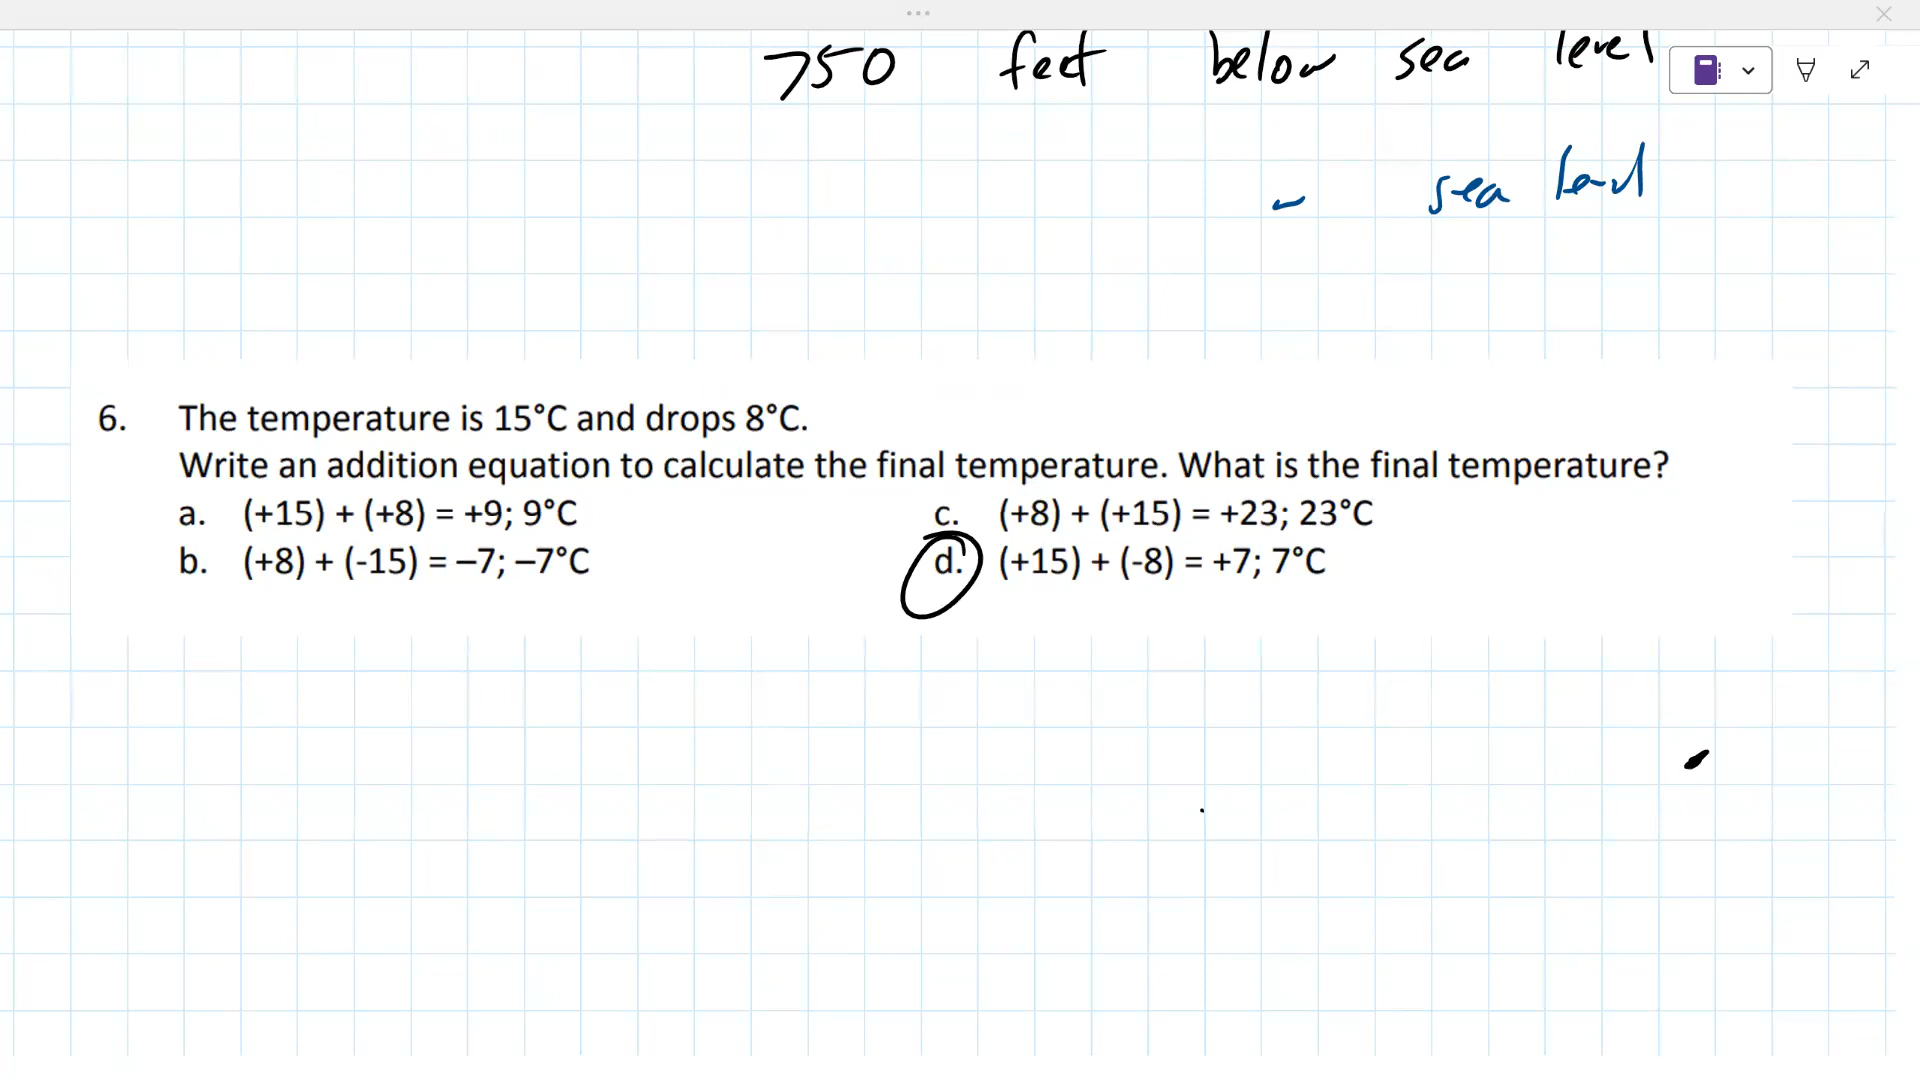 750 feet below sea level
sea level
6. The temperature is 15°C and drops 8°C.
Write an addition equation to calculate the final temperature. What is the final temperature?
a. (+15) + (+8) = +9; 9°C
c. (+8) + (+15) = +23; 23°C
b. (+8) + (-15) = –7; –7°C
d. (+15) + (-8) = +7; 7°C